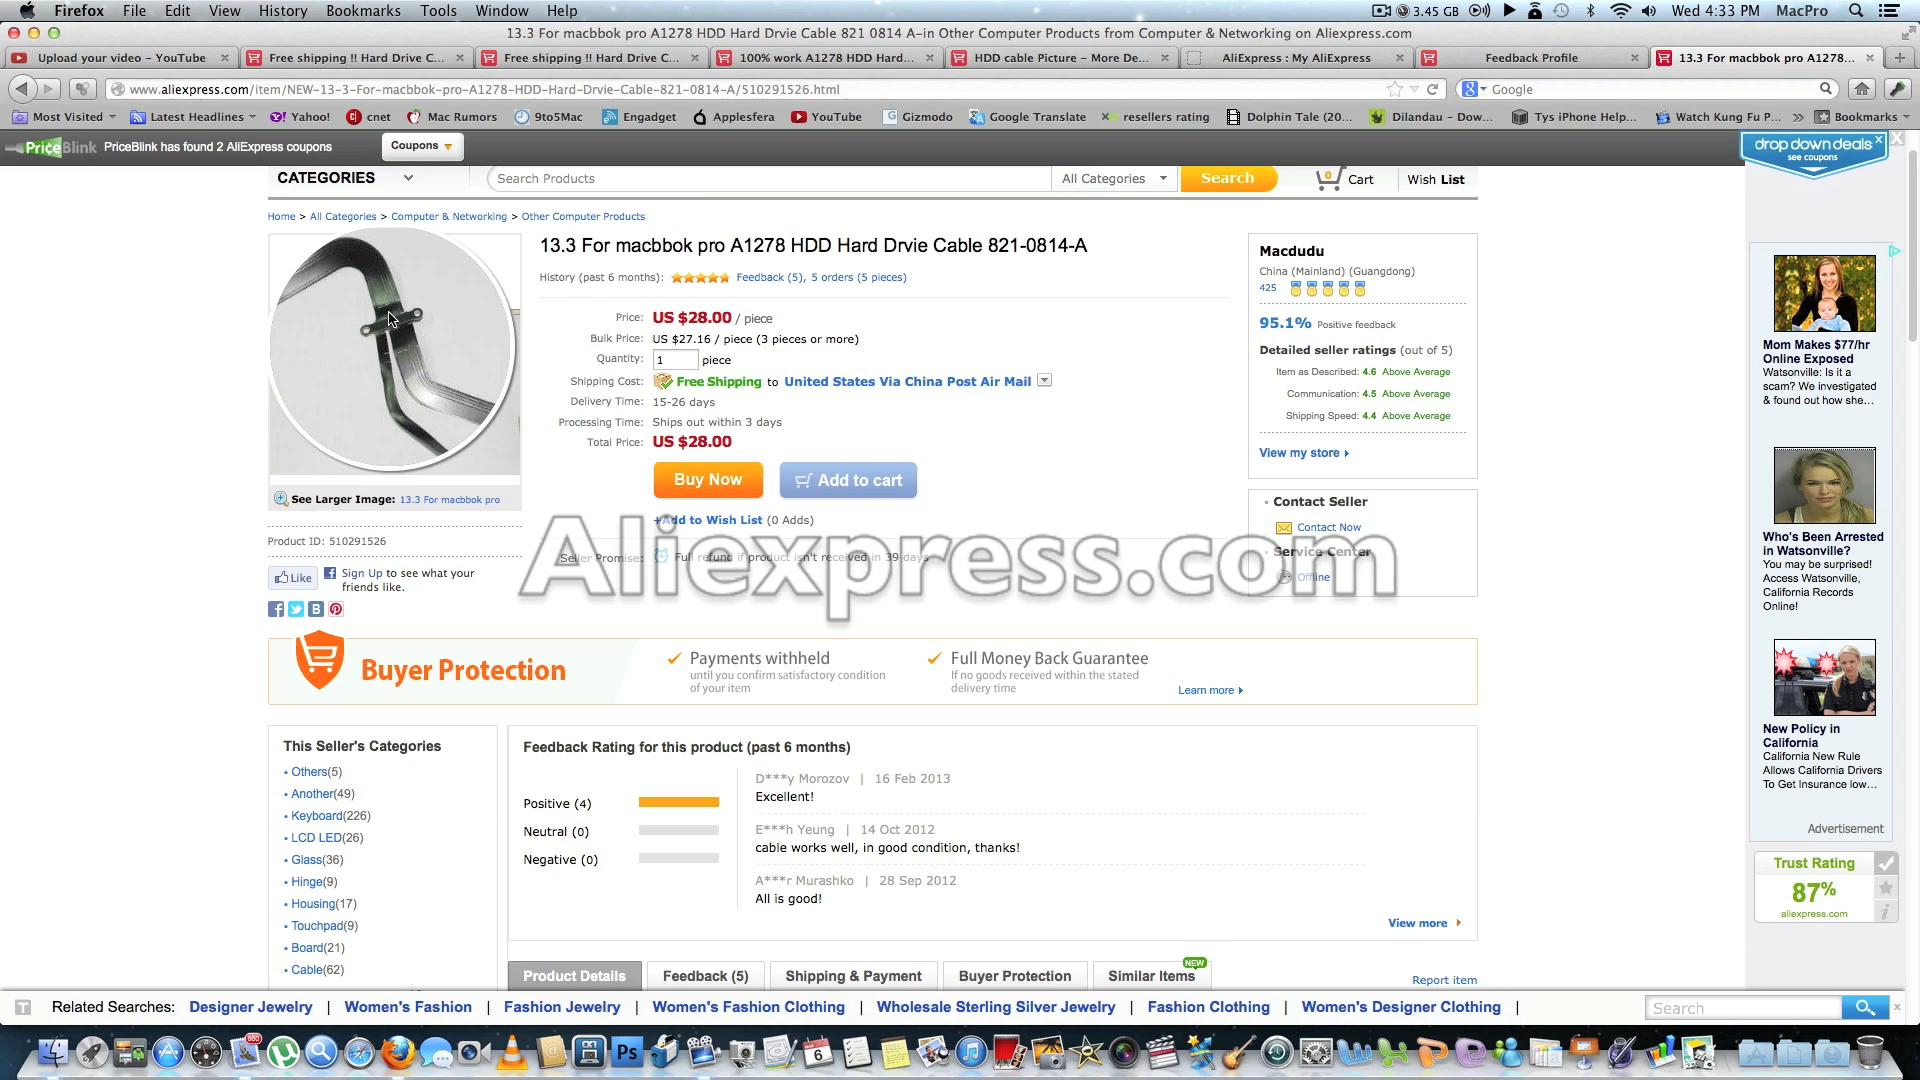 Firefox File Edit View History Bookmarks Tools Window Help 3.45 GB Wed 4:33 PM MacPro
13.3 For macbbok pro A1278 HDD Hard Drvie Cable 821 0814 A-in Other Computer Products from Computer & Networking on Aliexpress.com
Upload your video - YouTube Free shipping !! Hard Drive C... Free shipping !! Hard Drive C... 100% work A1278 HDD Hard... HDD cable Picture - More De... AliExpress : My AliExpress Feedback Profile 13.3 For macbbok pro A1278...
www.aliexpress.com/item/NEW-13-3-For-macbbok-pro-A1278-HDD-Hard-Drvie-Cable-821-0814-A/510291526.html Google
Most Visited Latest Headlines Yahoo! cnet Mac Rumors 9to5Mac Engadget Applesfera YouTube Gizmodo Google Translate resellers rating Dolphin Tale (20... Dilandau - Dow... Tys iPhone Help... Watch Kung Fu P... Bookmarks
PriceBlink PriceBlink has found 2 AliExpress coupons Coupons drop down deals see coupons
CATEGORIES Search Products All Categories Search 0 Cart Wish List
Home > All Categories > Computer & Networking > Other Computer Products
13.3 For macbbok pro A1278 HDD Hard Drvie Cable 821-0814-A
History (past 6 months): Feedback (5), 5 orders (5 pieces)
Price: US $28.00 / piece
Bulk Price: US $27.16 / piece (3 pieces or more)
Quantity: 1 piece
Shipping Cost: Free Shipping to United States Via China Post Air Mail
Delivery Time: 15-26 days
Processing Time: Ships out within 3 days
Total Price: US $28.00
Buy Now Add to cart
+Add to Wish List (0 Adds)
Seller Promise: Full refund if product isn't received in 39 days
Aliexpress.com
See Larger Image: 13.3 For macbbok pro
Product ID: 510291526
Like Sign Up to see what your
friends like.
Macdudu
China (Mainland) (Guangdong)
425
95.1% Positive feedback
Detailed seller ratings (out of 5)
Item as Described: 4.6 Above Average
Communication: 4.5 Above Average
Shipping Speed: 4.4 Above Average
View my store
Contact Seller
Contact Now
Service Center
Offline
Buyer Protection
Payments withheld
until you confirm satisfactory condition
of your item
Full Money Back Guarantee
If no goods received within the stated
delivery time
Learn more
This Seller's Categories
Others(5)
Another(49)
Keyboard(226)
LCD LED(26)
Glass(36)
Hinge(9)
Housing(17)
Touchpad(9)
Board(21)
Cable(62)
Feedback Rating for this product (past 6 months)
Positive (4)
Neutral (0)
Negative (0)
D***y Morozov | 16 Feb 2013
Excellent!
E***h Yeung | 14 Oct 2012
cable works well, in good condition, thanks!
A***r Murashko | 28 Sep 2012
All is good!
View more
Product Details Feedback (5) Shipping & Payment Buyer Protection Similar Items NEW
Report item
Mom Makes $77/hr
Online Exposed
Watsonville: Is it a
scam? We investigated
& found out how she...
Who's Been Arrested
in Watsonville?
You may be surprised!
Access Watsonville,
California Records
Online!
New Policy in
California
California New Rule
Allows California Drivers
To Get Insurance low...
Advertisement
Trust Rating
87%
aliexpress.com
Related Searches: Designer Jewelry | Women's Fashion | Fashion Jewelry | Women's Fashion Clothing | Wholesale Sterling Silver Jewelry | Fashion Clothing | Women's Designer Clothing |
Search